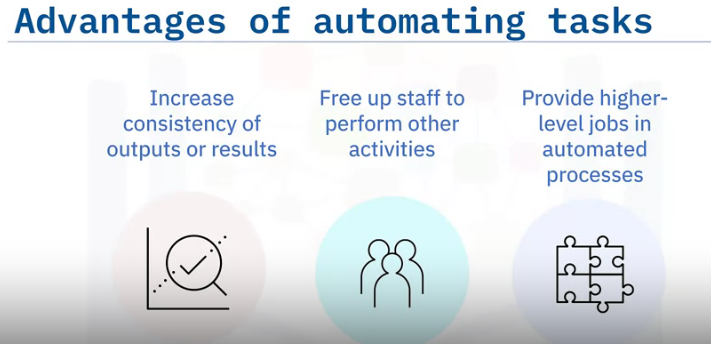 Advantages of automating tasks
Increase
consistency of
outputs or results
Free up staff to
perform other
activities
Provide higher-
level jobs in
automated
processes